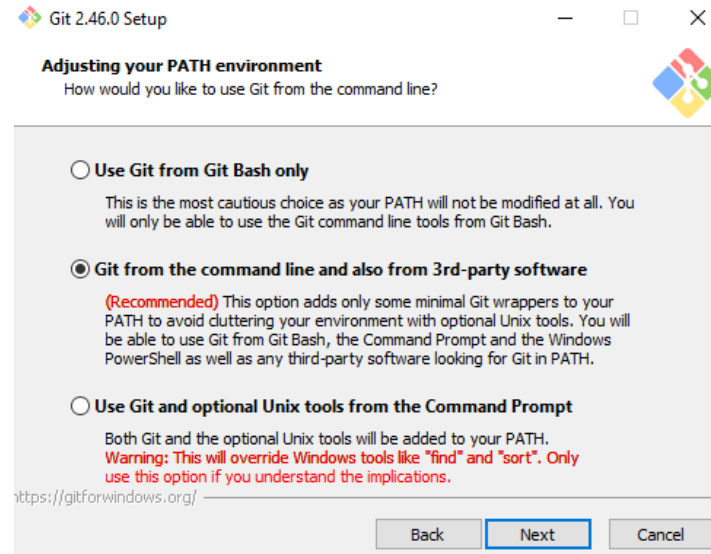 Git 2.46.0 Setup
Adjusting your PATH environment
How would you like to use Git from the command line?
Use Git from Git Bash only
This is the most cautious choice as your PATH will not be modified at all. You
will only be able to use the Git command line tools from Git Bash.
Git from the command line and also from 3rd-party software
(Recommended) This option adds only some minimal Git wrappers to your
PATH to avoid cluttering your environment with optional Unix tools. You will
be able to use Git from Git Bash, the Command Prompt and the Windows
PowerShell as well as any third-party software looking for Git in PATH.
Use Git and optional Unix tools from the Command Prompt
Both Git and the optional Unix tools will be added to your PATH.
Warning: This will override Windows tools like "find" and "sort". Only
use this option if you understand the implications.
https://gitforwindows.org/
Back
Next
Cancel